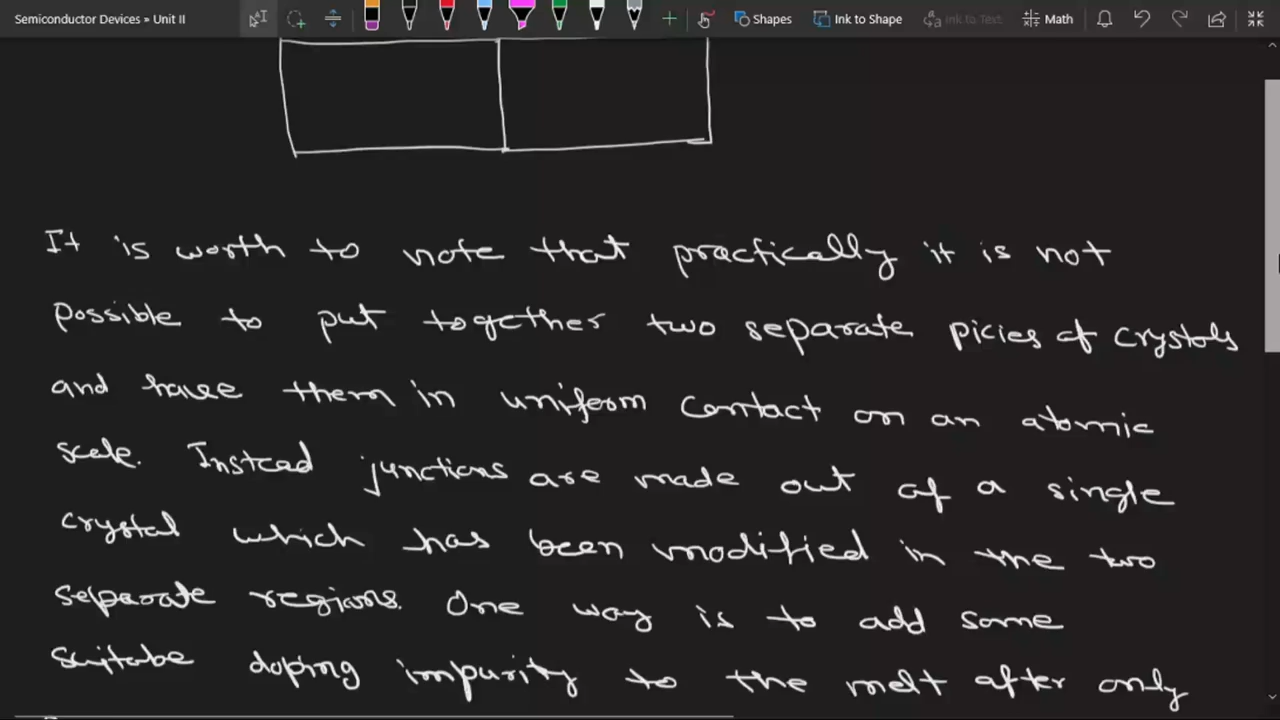 Semiconductor Devices » Unit II
Shapes Ink to Shape Ink to Text Math
It is worth to note that practically it is not
possible to put together two separate picies of crystals
and have them in uniform contact on an atomic
scale. Instead junctions are made out of a single
crystal which has been modified in the two
separate regions. One way is to add some
suitabe doping impurity to the melt after only